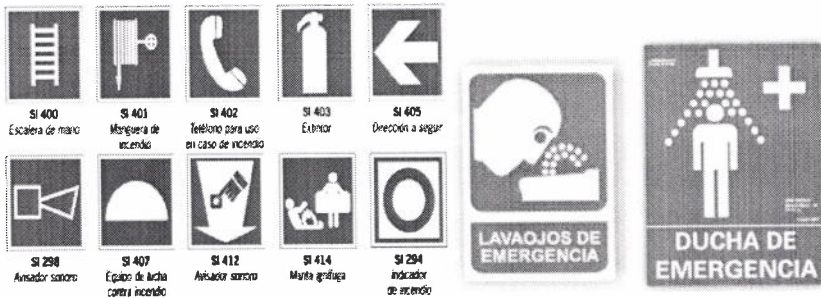 SI 400
Escalera de mano
SI 401
Manguera de
incendio
SI 402
Teléfono para uso
en caso de incendio
SI 403
Extintor
SI 405
Dirección a seguir
SI 298
Avisador sonoro
SI 407
Equipo de lucha
contra incendio
SI 412
Avisador sonoro
SI 414
Manta ignífuga
SI 294
indicador
de incendio
LAVAOJOS DE
EMERGENCIA
DUCHA DE
EMERGENCIA